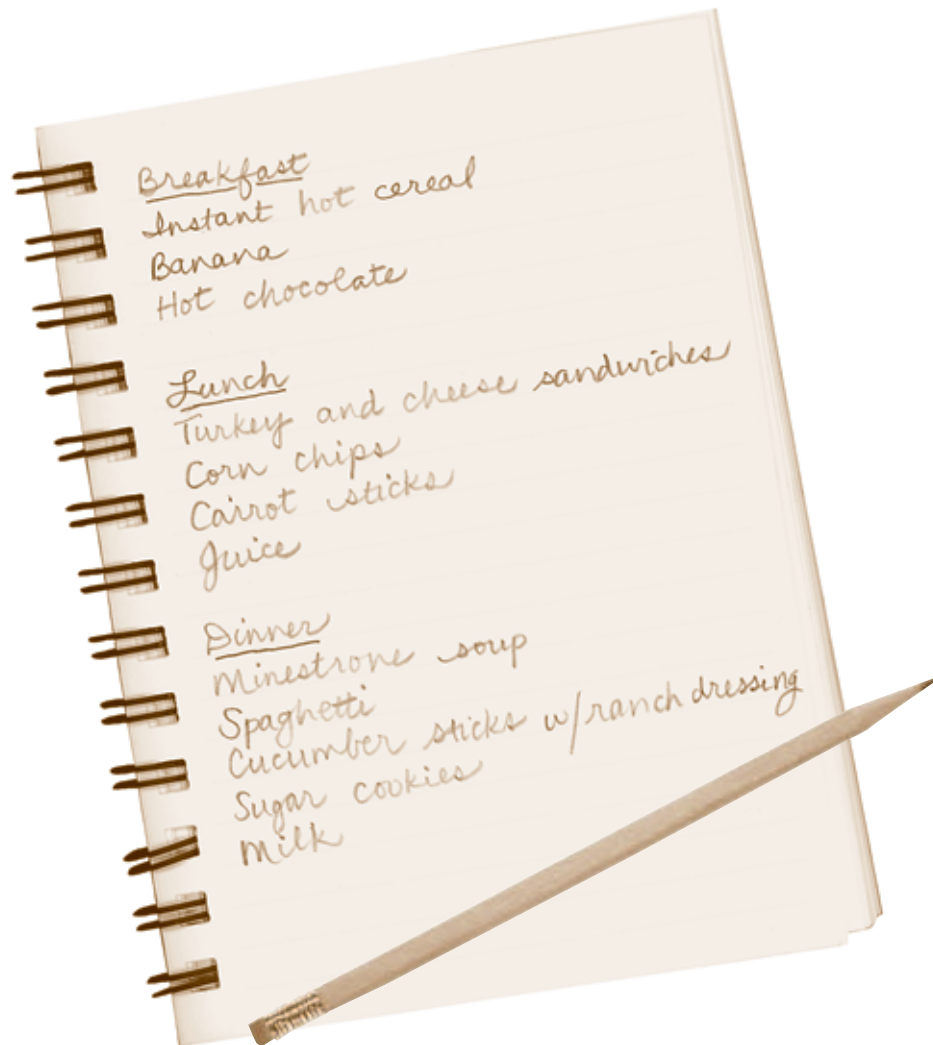 Breakfast
Instant hot cereal
Banana
Hot chocolate
Lunch
Turkey and cheese sandwiches
Corn chips
Carrot sticks
Juice
Dinner
Minestrone soup
Spaghetti
Cucumber sticks w/ranch dressing
Sugar cookies
Milk